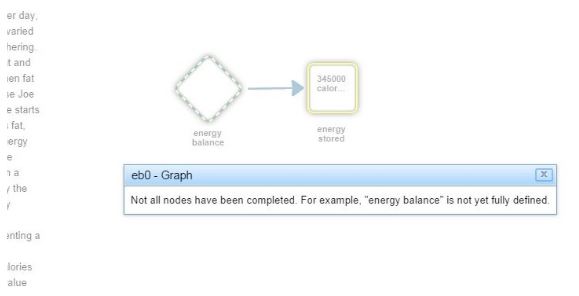 er day,
varied
hering.
it and
en fat
se Joe
e starts
fat,
ergy
e
n a
y the
y
enting a
lories
alue
345000
calor...
energy
balance
energy
stored
eb0 - Graph
x
Not all nodes have been completed. For example, "energy balance" is not yet fully defined.